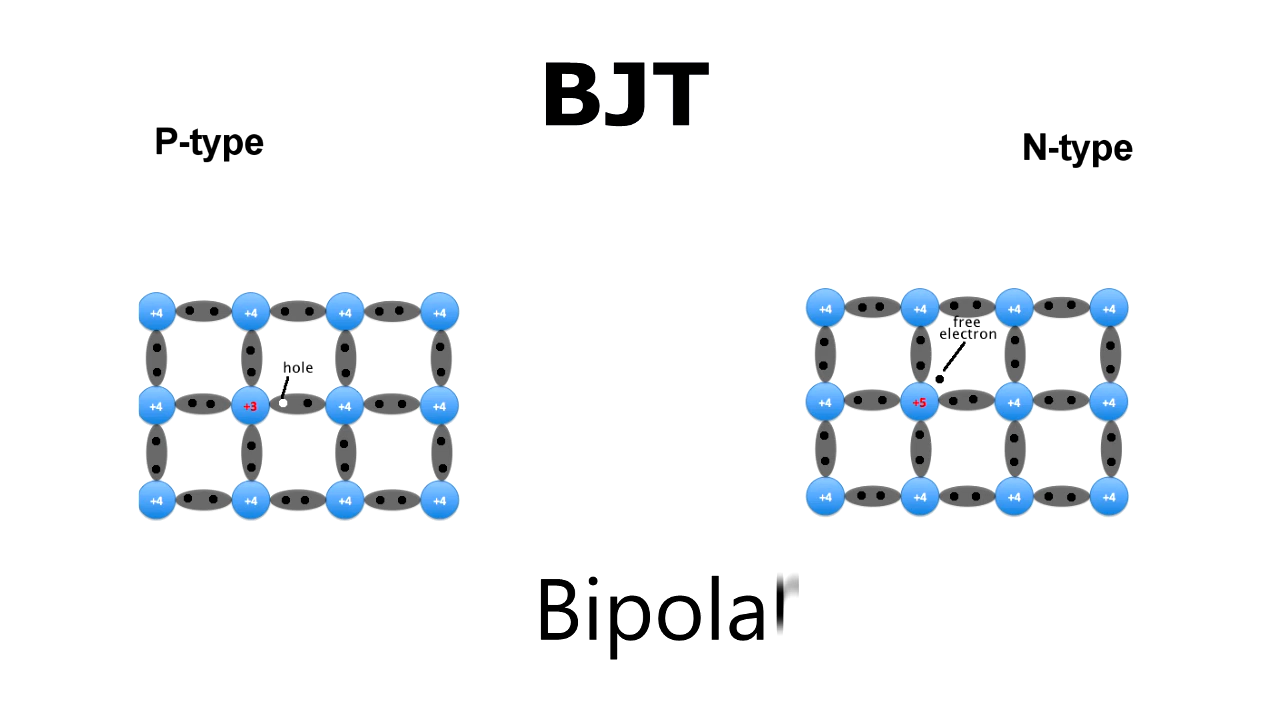 BJT
P-type
N-type
+4 +4 +4 +4
hole
+4 +3 +4 +4
+4 +4 +4 +4
+4 +4 +4 +4
free
electron
+4 +5 +4 +4
+4 +4 +4 +4
Bipolar